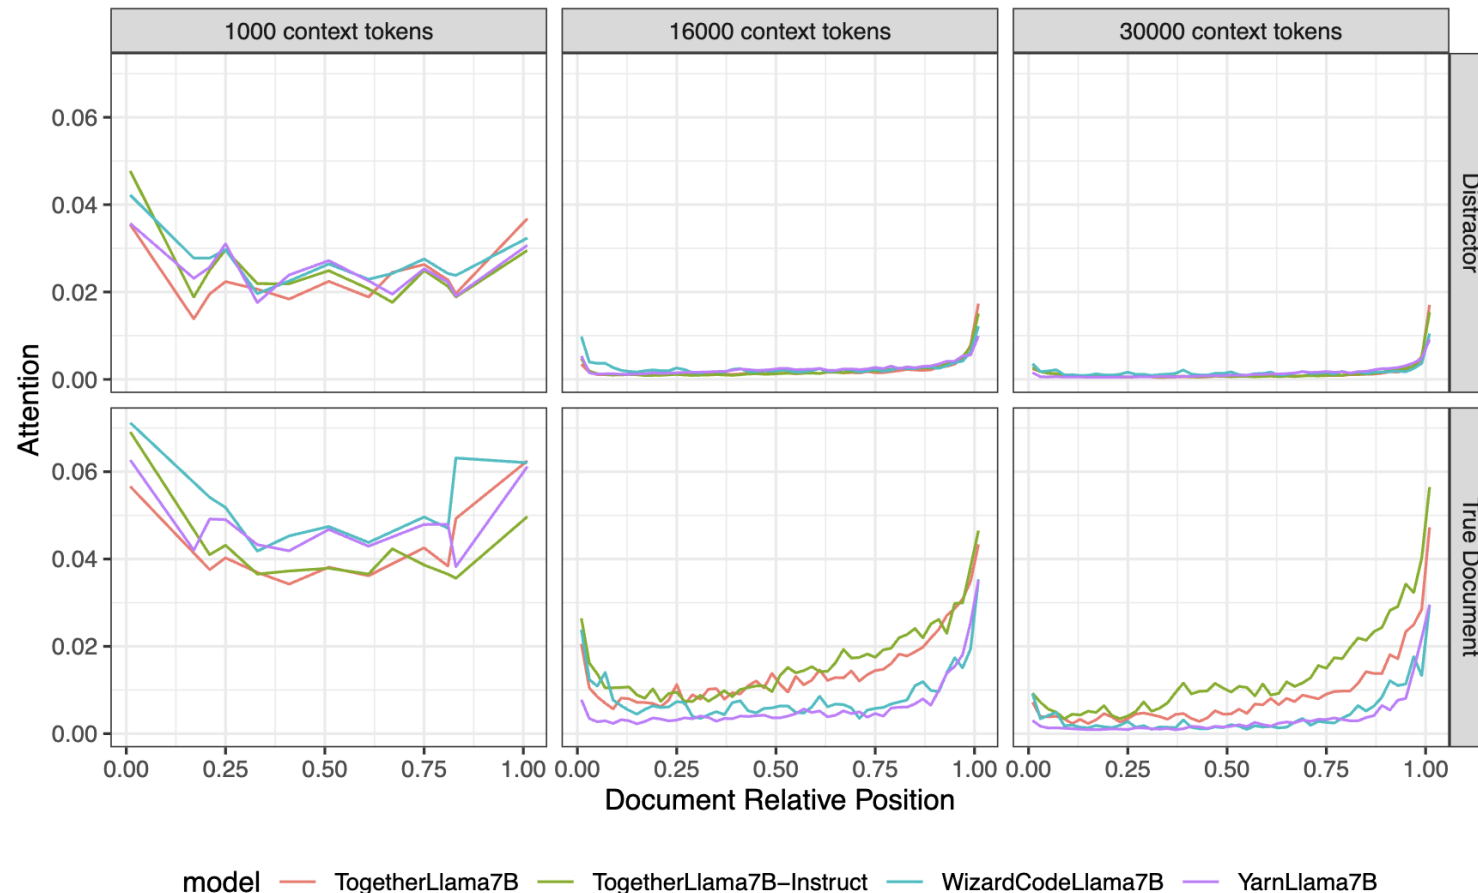 1000 context tokens 16000 context tokens 30000 context tokens
0.06
0.04
0.02
0.00
Distractor
0.06
0.04
0.02
0.00
True Document
Attention
0.00 0.25 0.50 0.75 1.00 0.00 0.25 0.50 0.75 1.00 0.00 0.25 0.50 0.75 1.00
Document Relative Position
model TogetherLlama7B TogetherLlama7B−Instruct WizardCodeLlama7B YarnLlama7B